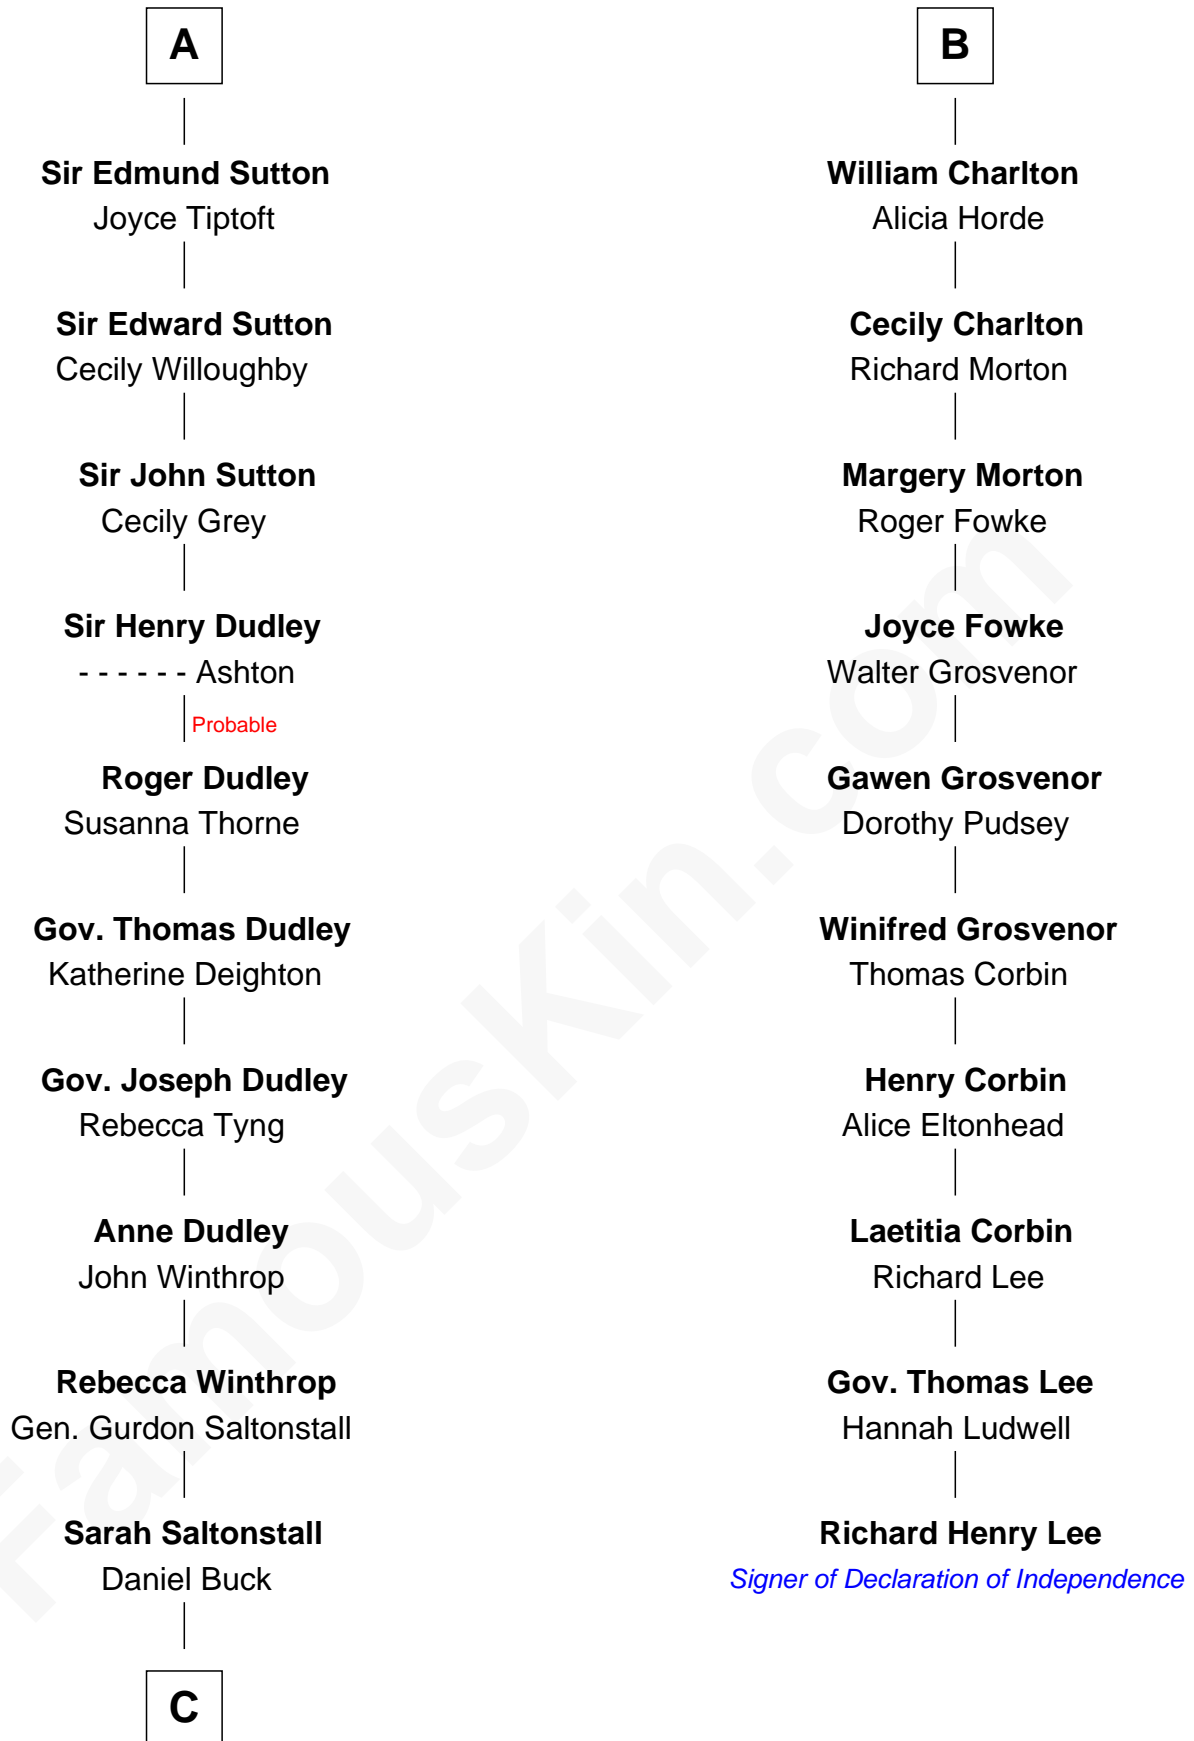 A
Sir Edmund Sutton
Joyce Tiptoft
Sir Edward Sutton
Cecily Willoughby
Sir John Sutton
Cecily Grey
Sir Henry Dudley
- - - - - - Ashton
Probable
Roger Dudley
Susanna Thorne
Gov. Thomas Dudley
Katherine Deighton
Gov. Joseph Dudley
Rebecca Tyng
Anne Dudley
John Winthrop
Rebecca Winthrop
Gen. Gurdon Saltonstall
Sarah Saltonstall
Daniel Buck
C
B
William Charlton
Alicia Horde
Cecily Charlton
Richard Morton
Margery Morton
Roger Fowke
Joyce Fowke
Walter Grosvenor
Gawen Grosvenor
Dorothy Pudsey
Winifred Grosvenor
Thomas Corbin
Henry Corbin
Alice Eltonhead
Laetitia Corbin
Richard Lee
Gov. Thomas Lee
Hannah Ludwell
Richard Henry Lee
Signer of Declaration of Independence
FamousKin.com